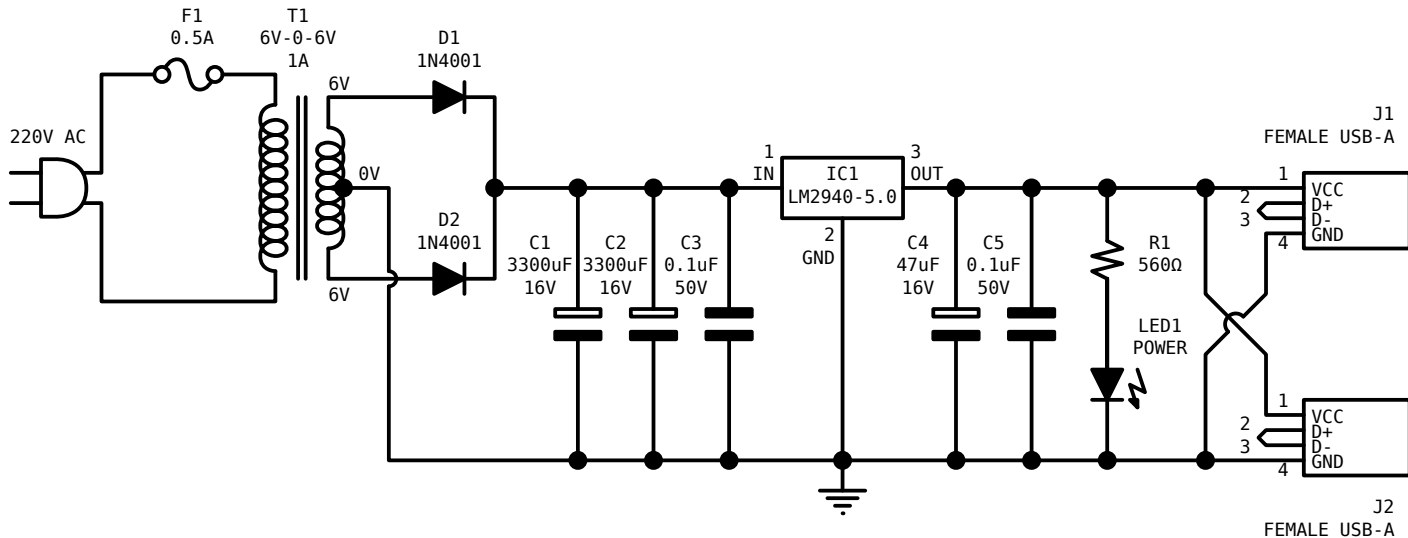 F1
0.5A
T1
6V-0-6V
1A
D1
1N4001
6V
220V AC
0V
D2
1N4001
6V
C1
3300uF
16V
C2
3300uF
16V
C3
0.1uF
50V
1
IN
IC1
LM2940-5.0
3
OUT
2
GND
C4
47uF
16V
C5
0.1uF
50V
R1
560Ω
LED1
POWER
J1
FEMALE USB-A
1
2
3
4
VCC
D+
D-
GND
1
2
3
4
VCC
D+
D-
GND
J2
FEMALE USB-A